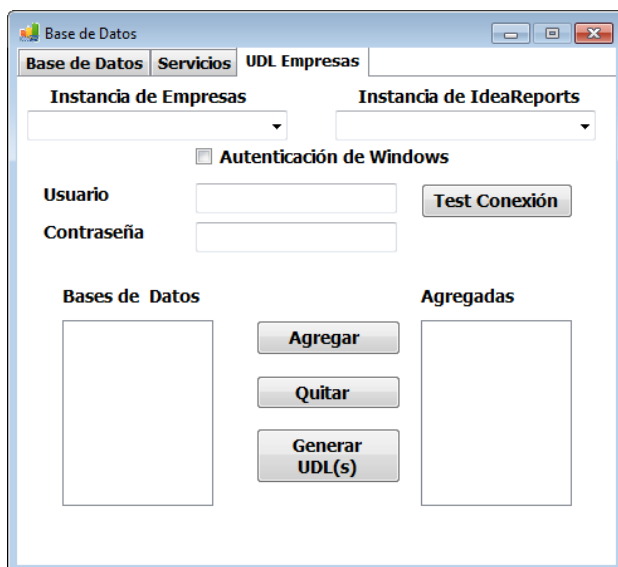 Base de Datos
Base de Datos Servicios UDL Empresas
Instancia de Empresas Instancia de IdeaReports
Autenticación de Windows
Usuario
Test Conexión
Contraseña
Bases de Datos Agregadas
Agregar
Quitar
Generar
UDL(s)